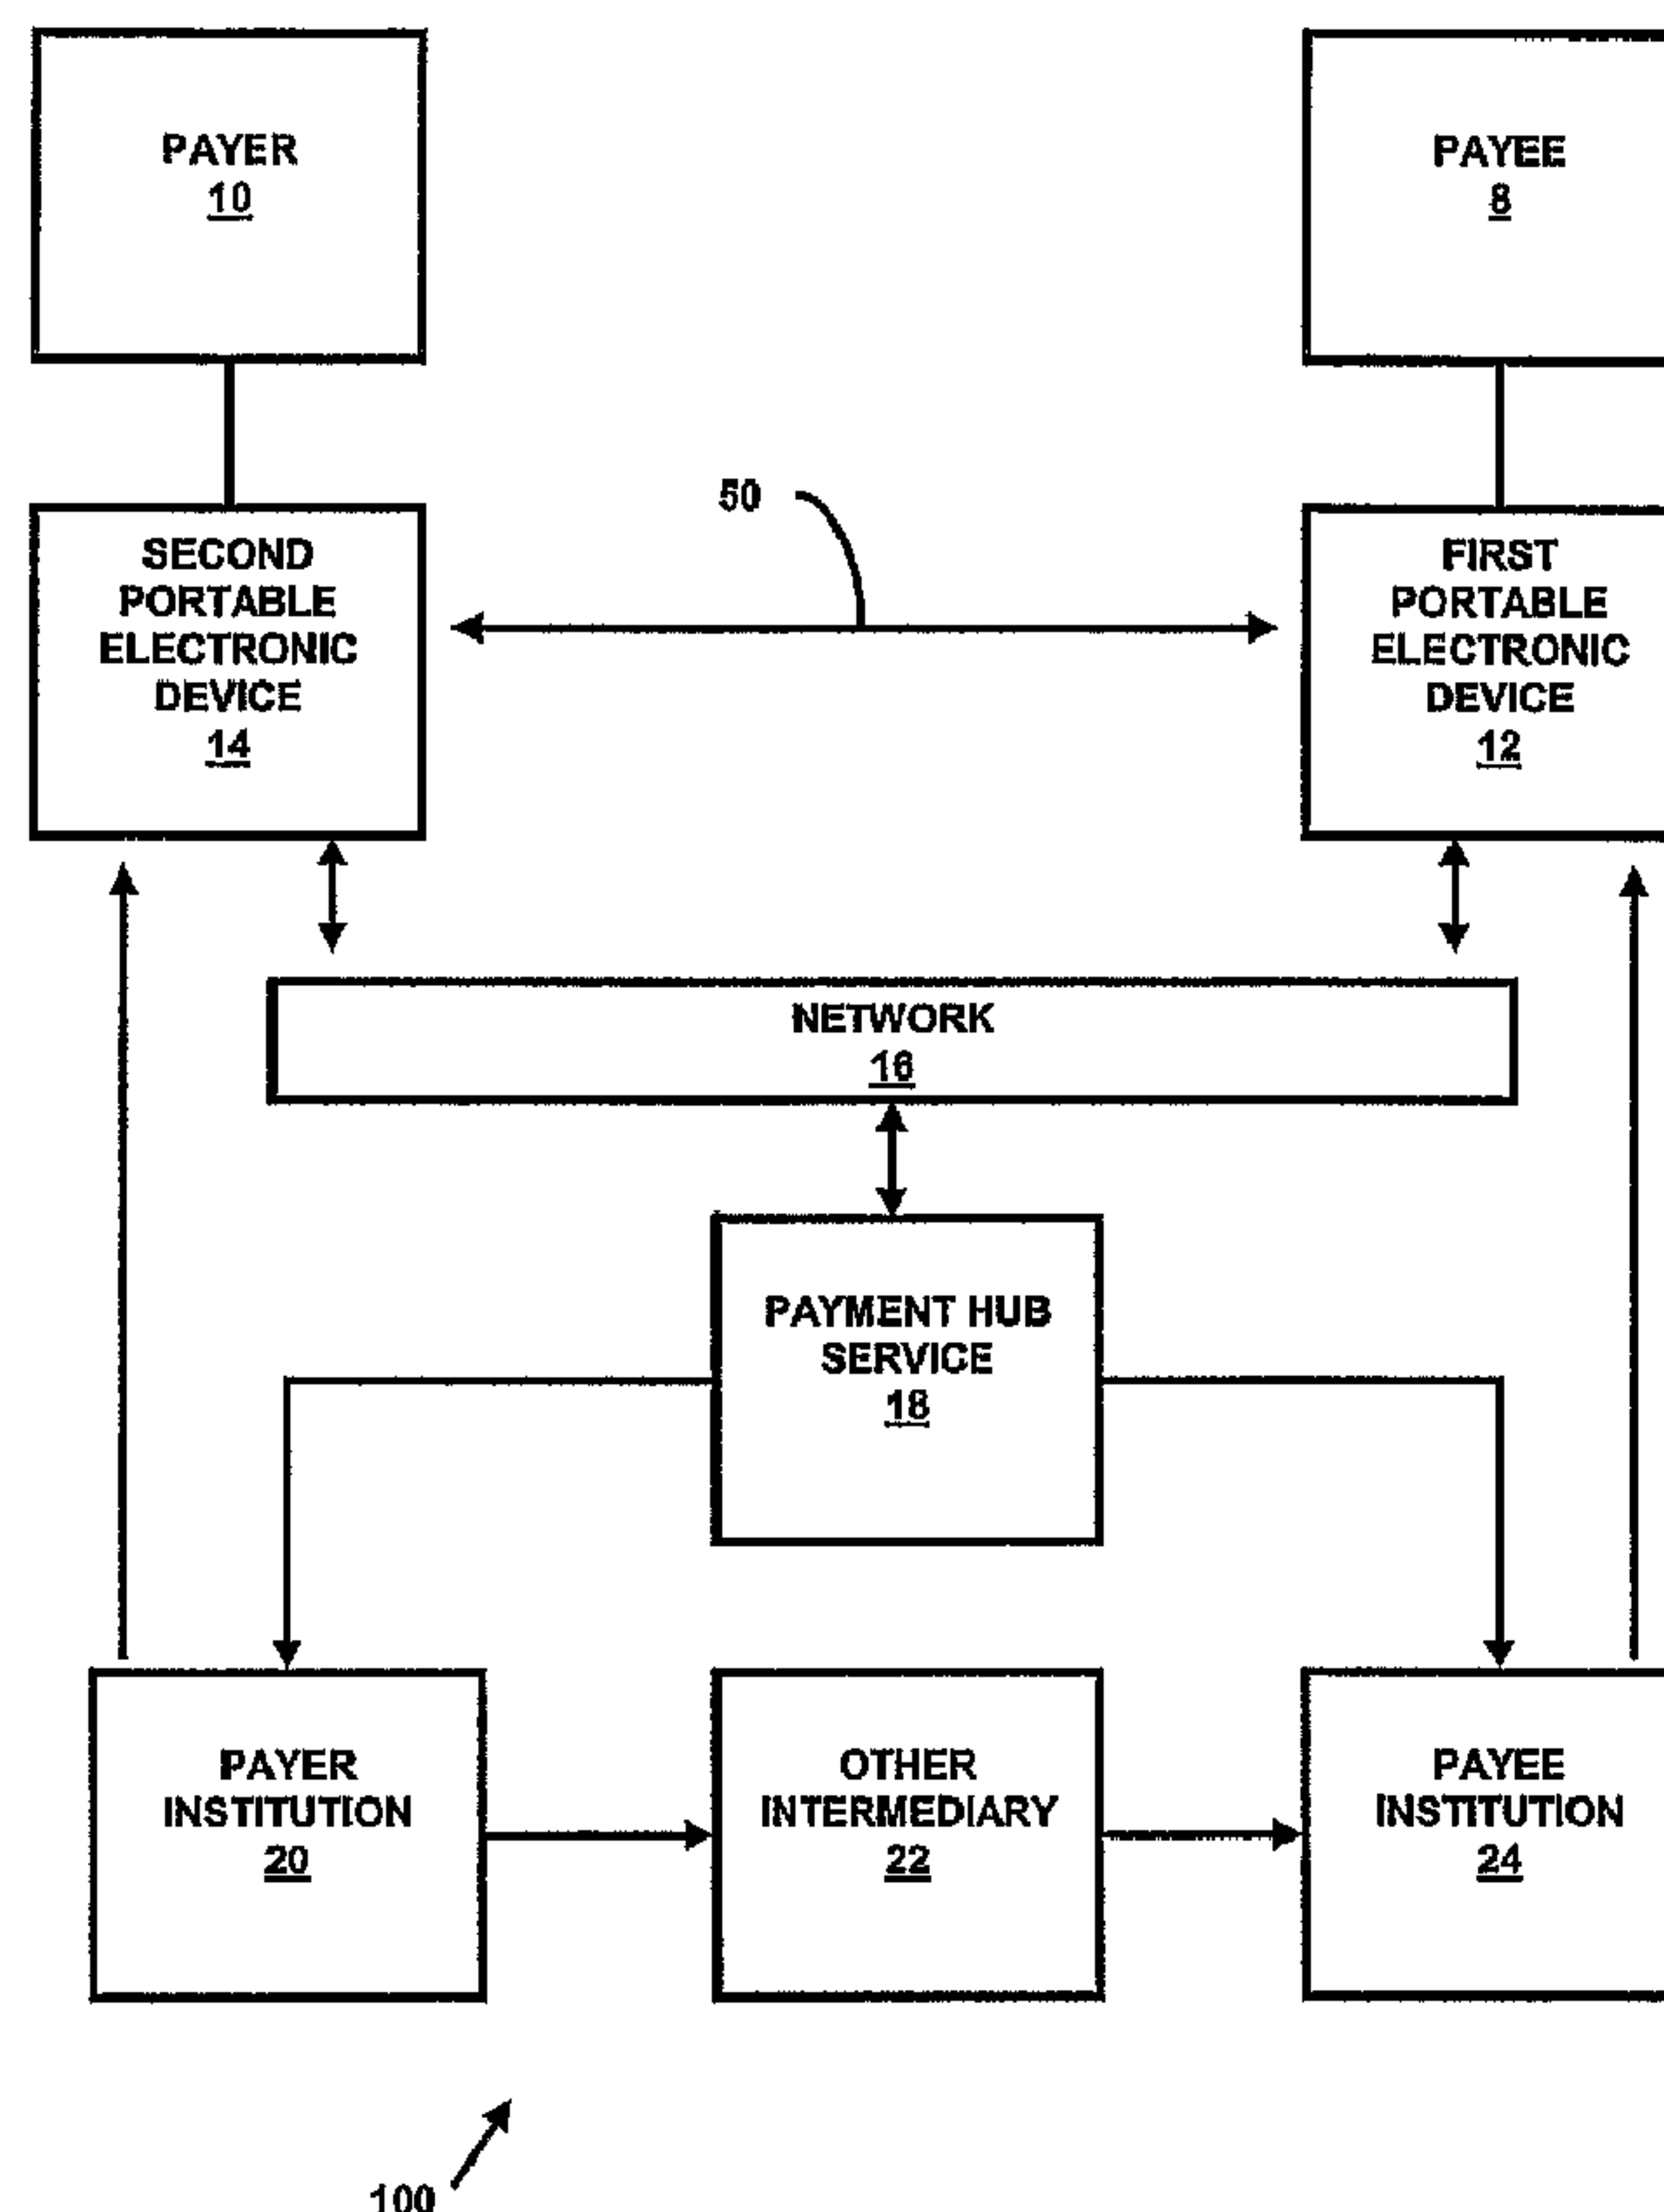 PAYER
10
PAYEE
8
50
SECOND
PORTABLE
ELECTRONIC
DEVICE
14
FIRST
PORTABLE
ELECTRONIC
DEVICE
12
NETWORK
16
PAYMENT HUB
SERVICE
18
PAYER
INSTITUTION
20
OTHER
INTERMEDIARY
22
PAYEE
INSTITUTION
24
100